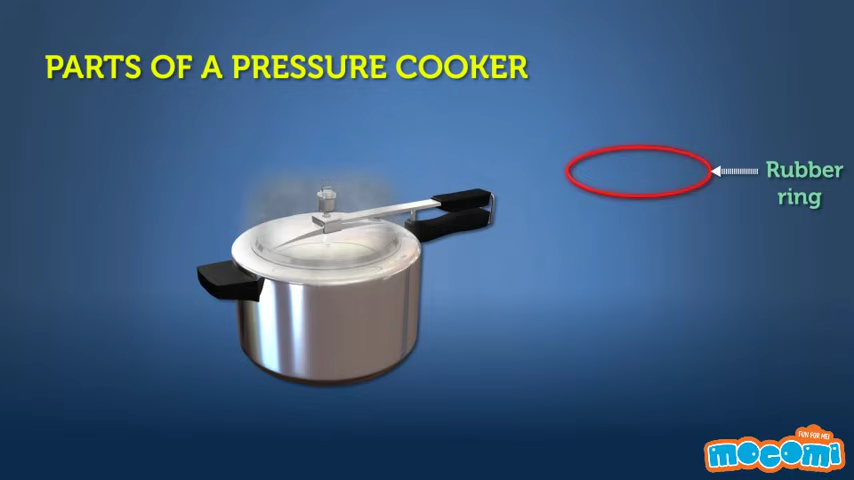 PARTS OF A PRESSURE COOKER
Rubber
ring
FUN FOR ME!
mocomi